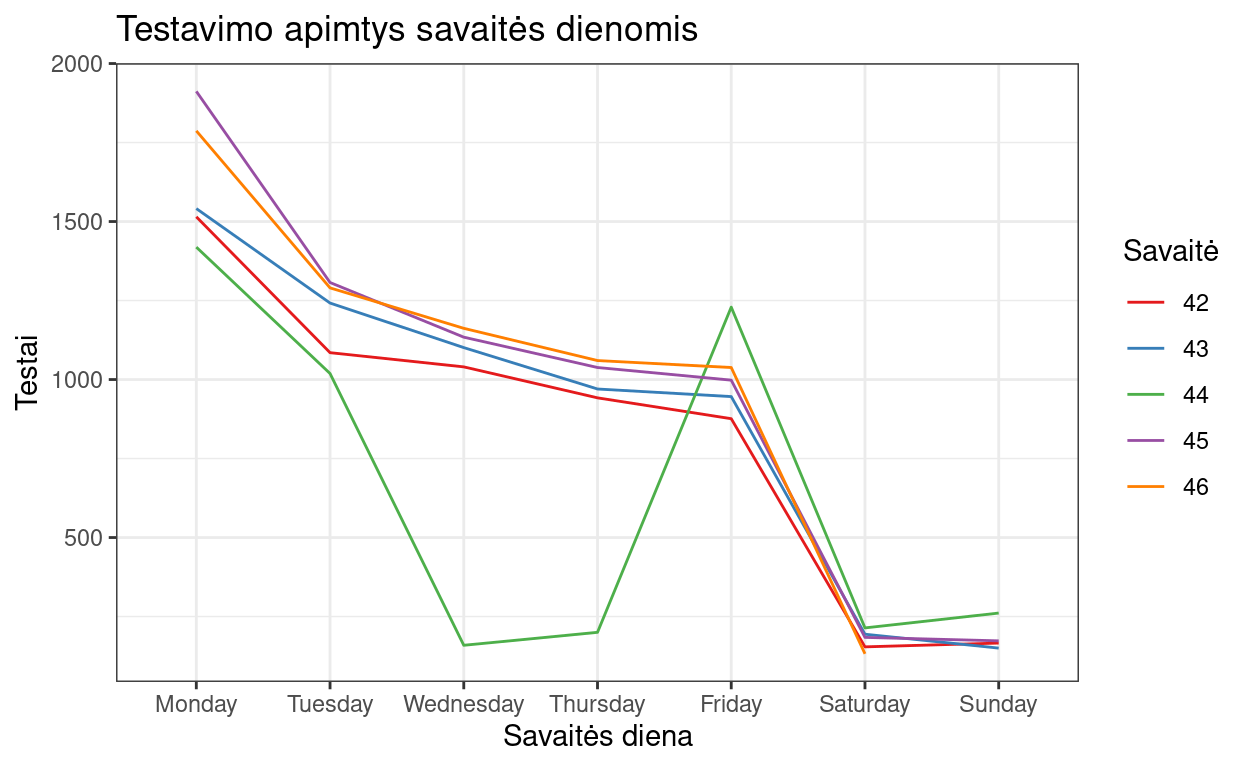 Testavimo apimtys savaitės dienomis
2000
1500
1000
500
Testai
Monday Tuesday Wednesday Thursday Friday Saturday Sunday
Savaitės diena
Savaitė
42
43
44
45
46